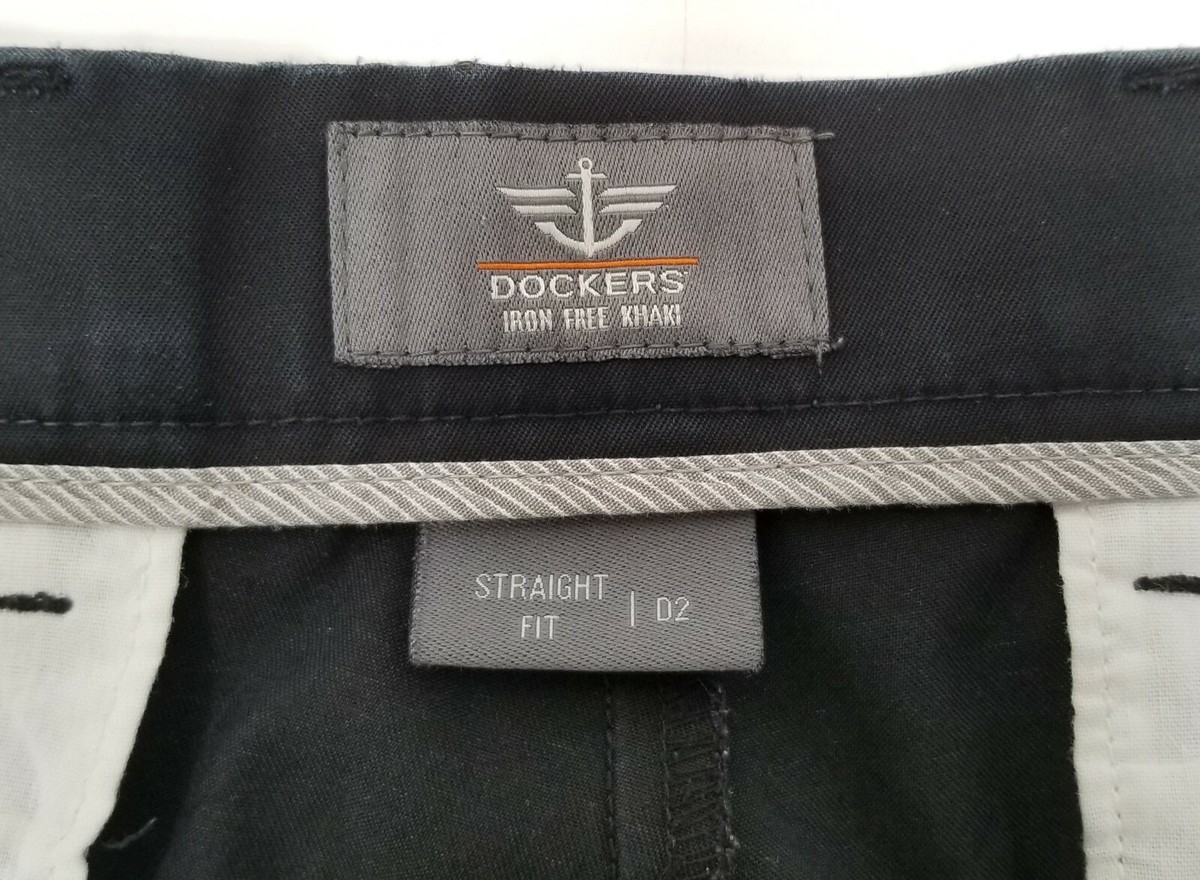 DOCKERS
IRON FREE KHAKI
STRAIGHT
FIT | D2